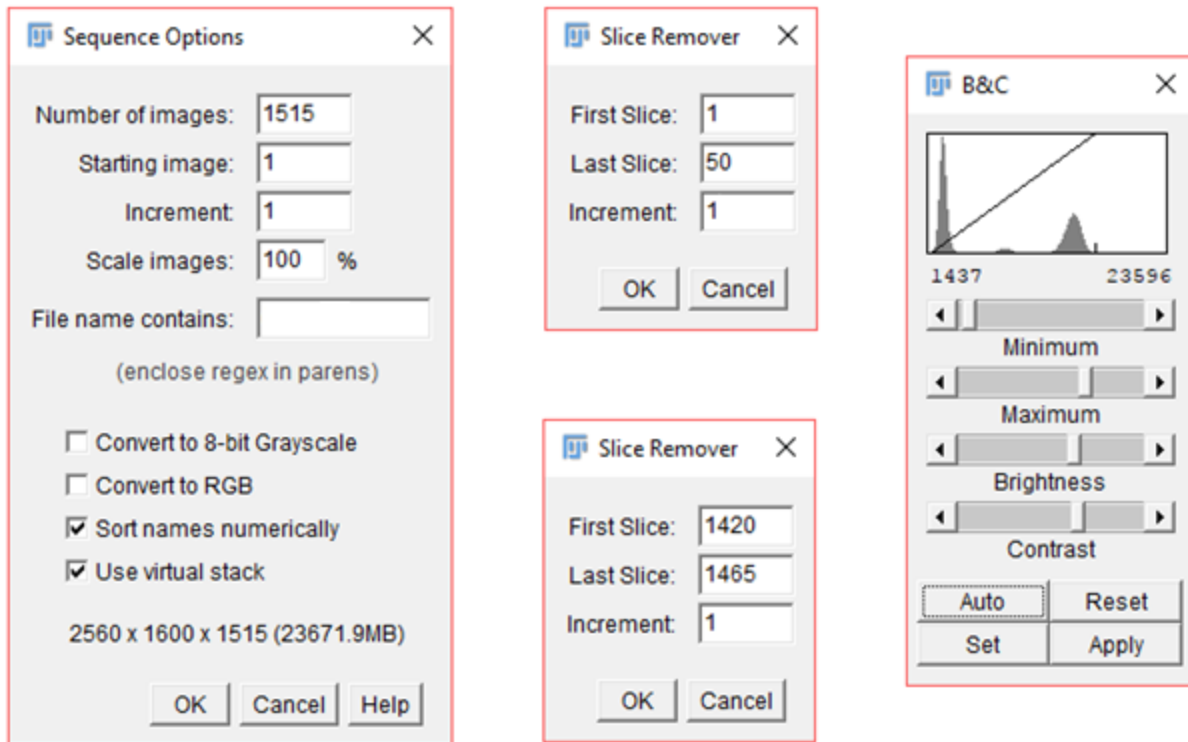 Sequence Options
Number of images: 1515
Starting image: 1
Increment: 1
Scale images: 100 %
File name contains:
(enclose regex in parens)
Convert to 8-bit Grayscale
Convert to RGB
Sort names numerically
Use virtual stack
2560 x 1600 x 1515 (23671.9MB)
OK Cancel Help
Slice Remover
First Slice: 1
Last Slice: 50
Increment: 1
OK Cancel
Slice Remover
First Slice: 1420
Last Slice: 1465
Increment: 1
OK Cancel
B&C
1437 23596
Minimum
Maximum
Brightness
Contrast
Auto Reset
Set Apply